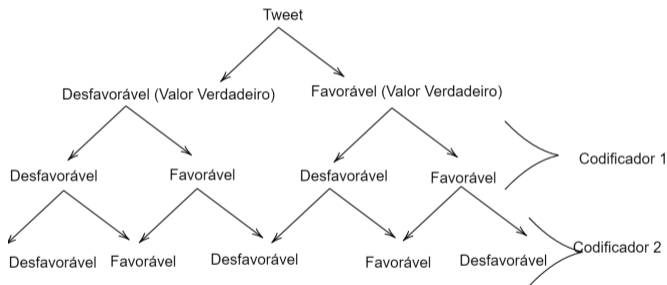 Tweet
Desfavorável (Valor Verdadeiro)
Favorável (Valor Verdadeiro)
Codificador 1
Desfavorável
Favorável
Desfavorável
Favorável
Codificador 2
Desfavorável
Favorável
Desfavorável
Favorável
Desfavorável